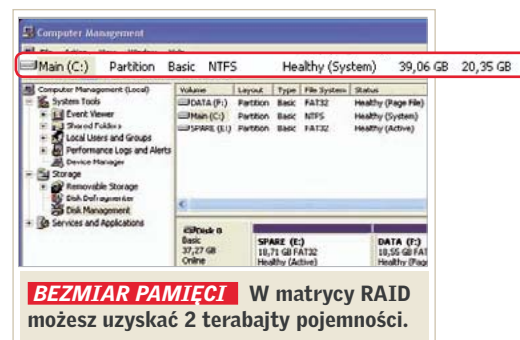 Computer Management
Main (C:) Partition Basic NTFS Healthy (System) 39,06 GB 20,35 GB
Computer Management (Local)
System Tools
Event Viewer
Shared Folders
Local Users and Groups
Performance Logs and Alerts
Device Manager
Storage
Removable Storage
Disk Defragmenter
Disk Management
Services and Applications
Volume Layout Type File System Status
DATA (F:) Partition Basic FAT32 Healthy (Page File)
Main (C:) Partition Basic NTFS Healthy (System)
SPARE (E:) Partition Basic FAT32 Healthy (Active)
Disk 0
Basic
37,27 GB
Online
SPARE (E:)
18,71 GB FAT32
Healthy (Active)
DATA (F:)
18,55 GB FAT
Healthy (Page
BEZMIAR PAMIĘCI W matrycy RAID
możesz uzyskać 2 terabajty pojemności.